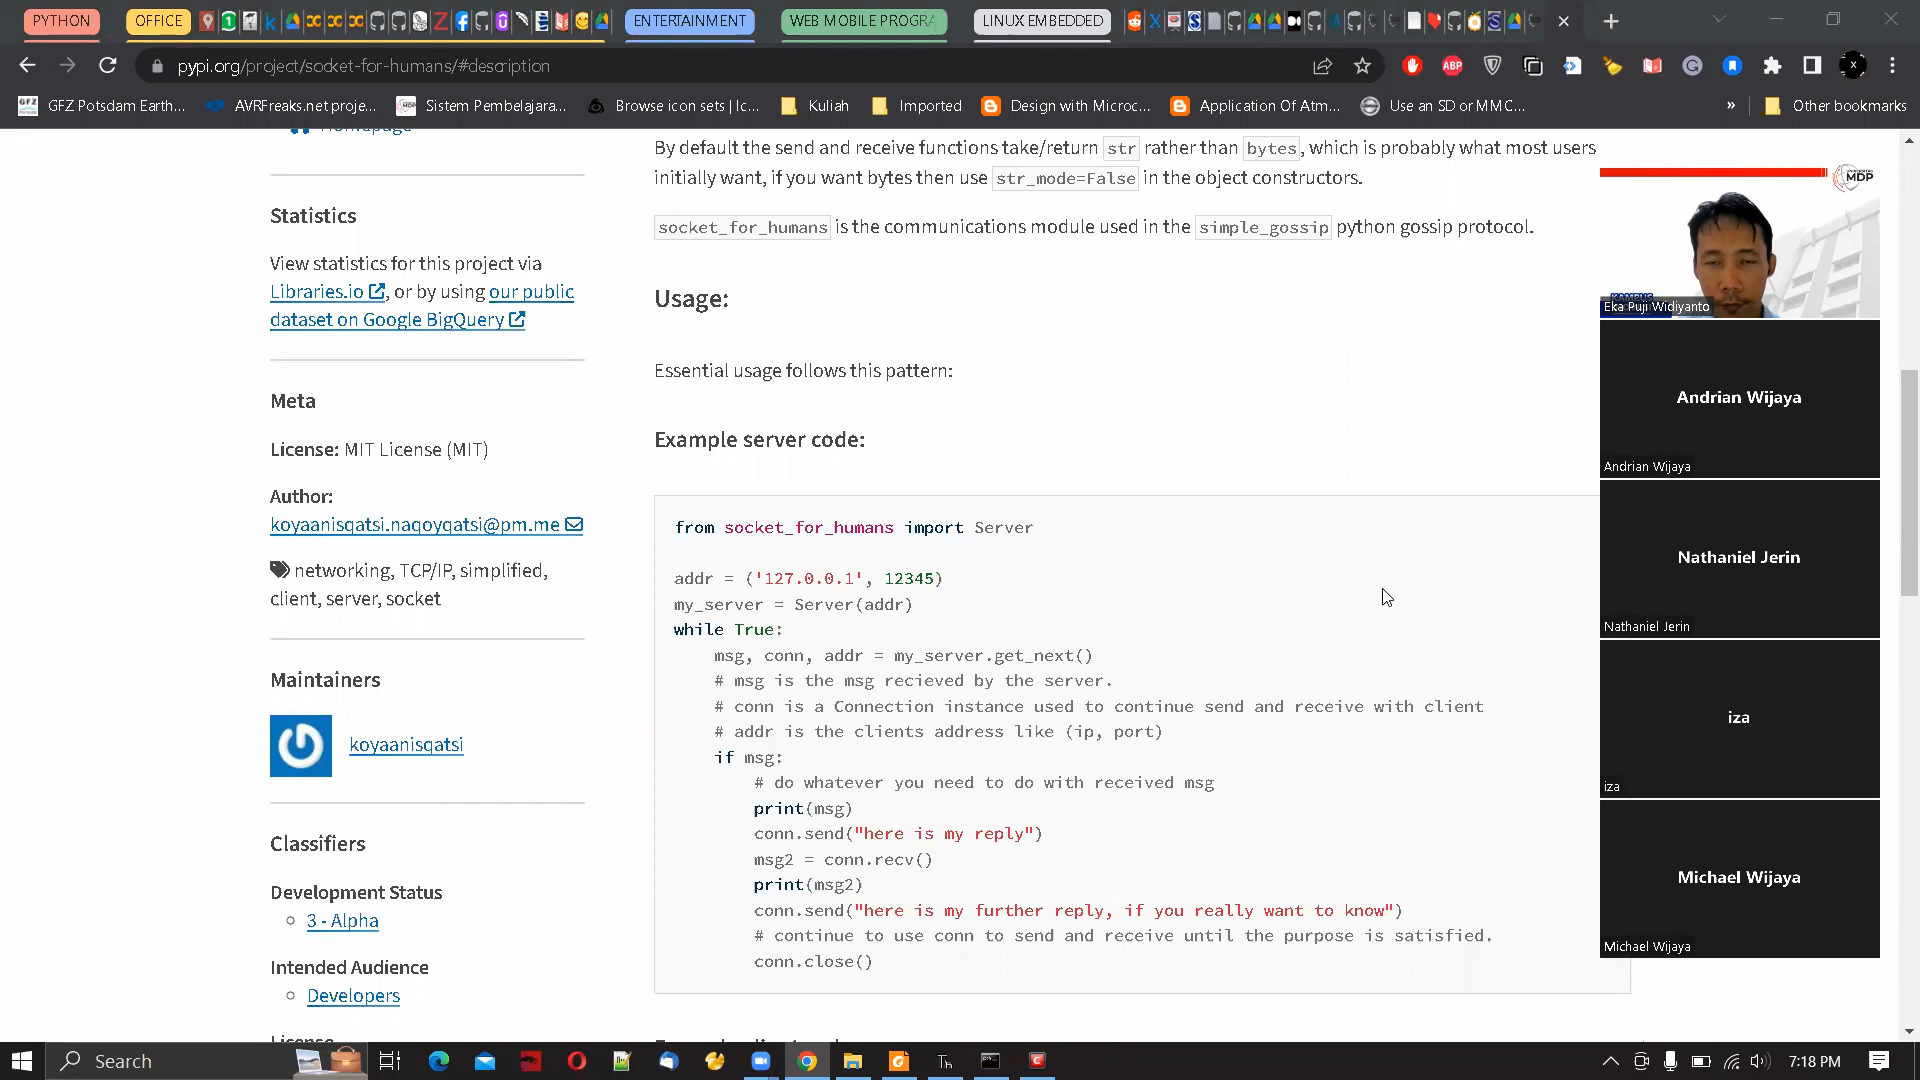 PYTHON
OFFICE
ENTERTAINMENT
WEB MOBILE PROGRA
LINUX EMBEDDED
pypi.org/project/socket-for-humans/#description
GFZ Potsdam Earth...
AVRFreaks.net proje...
Sistem Pembelajara...
Browse icon sets | Ic...
Kuliah
Imported
Design with Microc...
Application Of Atm...
Use an SD or MMC...
»
Other bookmarks
Homepage
Statistics
View statistics for this project via
Libraries.io, or by using our public
dataset on Google BigQuery
Meta
License: MIT License (MIT)
Author:
koyaanisqatsi.naqoyqatsi@pm.me
networking, TCP/IP, simplified,
client, server, socket
Maintainers
koyaanisqatsi
Classifiers
Development Status
3 - Alpha
Intended Audience
Developers
License
By default the send and receive functions take/return str rather than bytes, which is probably what most users
initially want, if you want bytes then use str_mode=False in the object constructors.
socket_for_humans is the communications module used in the simple_gossip python gossip protocol.
Usage:
Essential usage follows this pattern:
Example server code:
from socket_for_humans import Server
addr = ('127.0.0.1', 12345)
my_server = Server(addr)
while True:
msg, conn, addr = my_server.get_next()
# msg is the msg recieved by the server.
# conn is a Connection instance used to continue send and receive with client
# addr is the clients address like (ip, port)
if msg:
# do whatever you need to do with received msg
print(msg)
conn.send("here is my reply")
msg2 = conn.recv()
print(msg2)
conn.send("here is my further reply, if you really want to know")
# continue to use conn to send and receive until the purpose is satisfied.
conn.close()
MDP
KAMPUS
Eka Puji Widiyanto
Andrian Wijaya
Andrian Wijaya
Nathaniel Jerin
Nathaniel Jerin
iza
iza
Michael Wijaya
Michael Wijaya
Search
7:18 PM